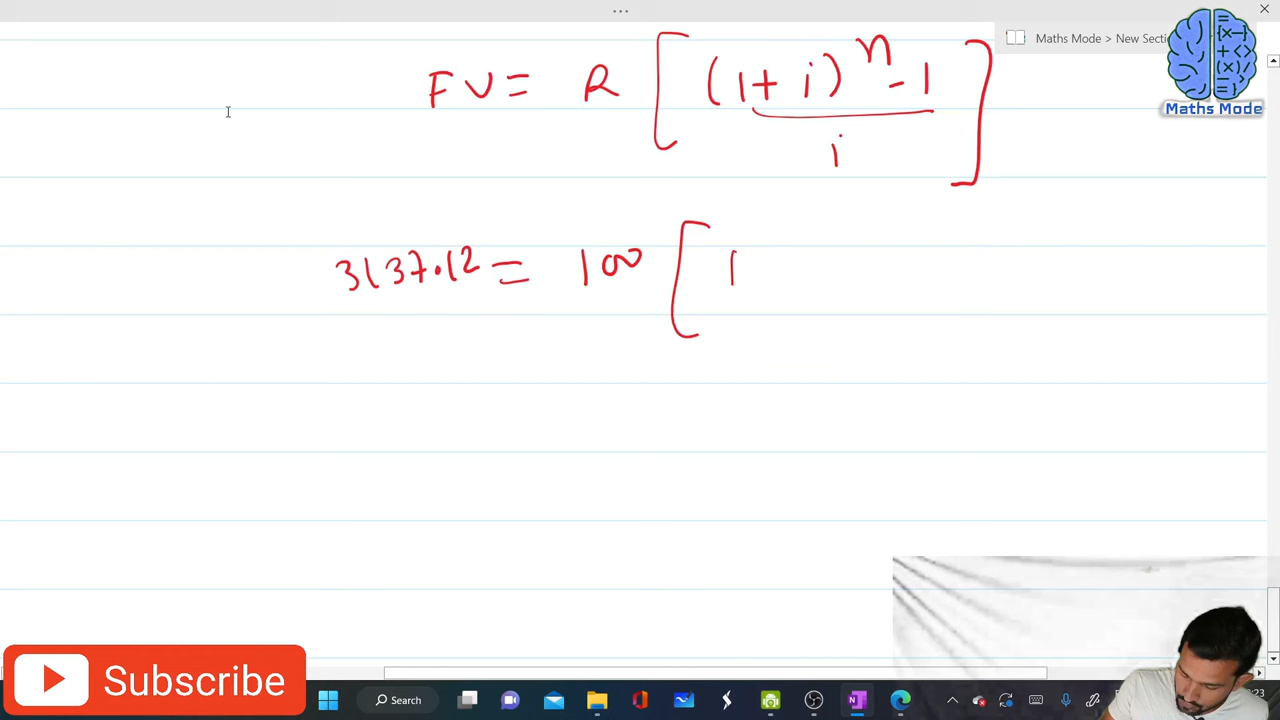 Maths Mode > New Secti
Maths Mode
FV = R [ (1 + i)^n - 1 / i ]
3137.12 = 100 [ 1
Subscribe
Search